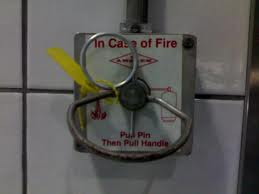 In Case of Fire
Pull Pin
Then Pull Handle